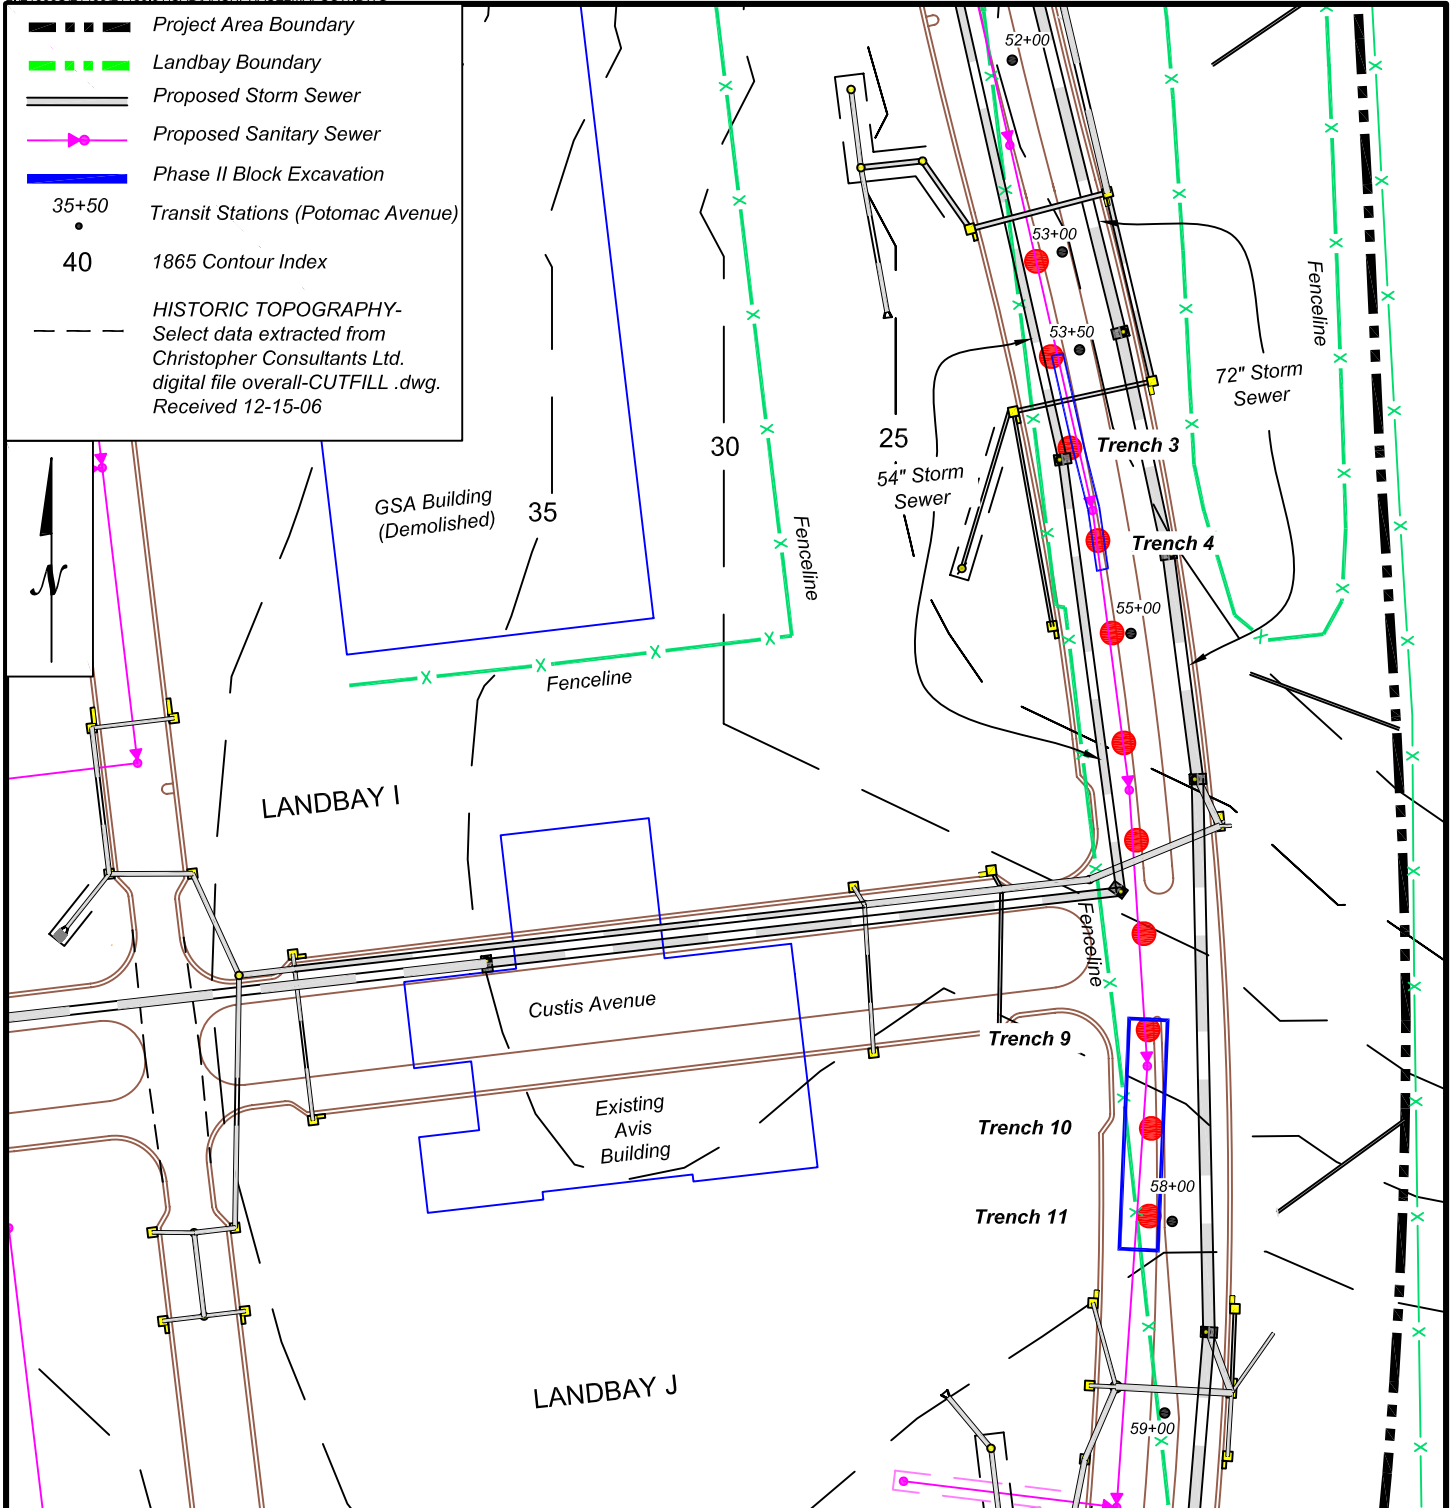 Project Area Boundary
Landbay Boundary
Proposed Storm Sewer
Proposed Sanitary Sewer
Phase II Block Excavation
35+50
Transit Stations (Potomac Avenue)
40
1865 Contour Index
HISTORIC TOPOGRAPHY-
Select data extracted from
Christopher Consultants Ltd.
digital file overall-CUTFILL .dwg.
Received 12-15-06
N
52+00
53+00
53+50
Fenceline
72" Storm
Sewer
Trench 3
25
30
54" Storm
Sewer
GSA Building
(Demolished)
35
Trench 4
Fenceline
55+00
Fenceline
LANDBAY I
Fenceline
Custis Avenue
Trench 9
Existing
Avis
Building
Trench 10
58+00
Trench 11
LANDBAY J
59+00